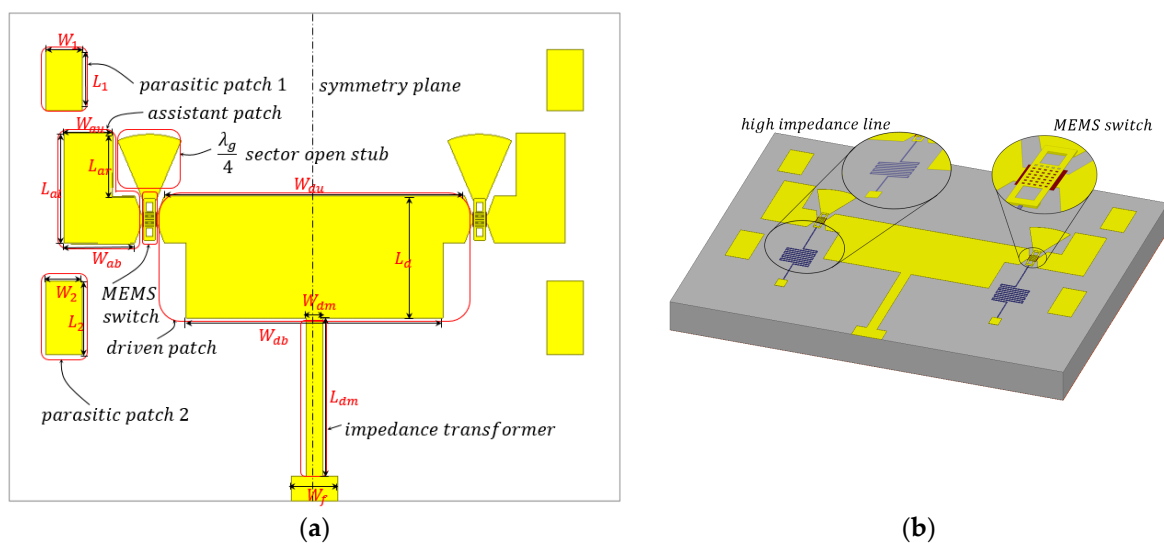 W1
L1
parasitic patch 1
symmetry plane
assistant patch
Wau
Lar
λg/4 sector open stub
Lal
Wdu
Wab
Ld
MEMS
switch
W2
L2
Wdm
Wdb
driven patch
Ldm
parasitic patch 2
impedance transformer
Wf
(a)
high impedance line
MEMS switch
(b)